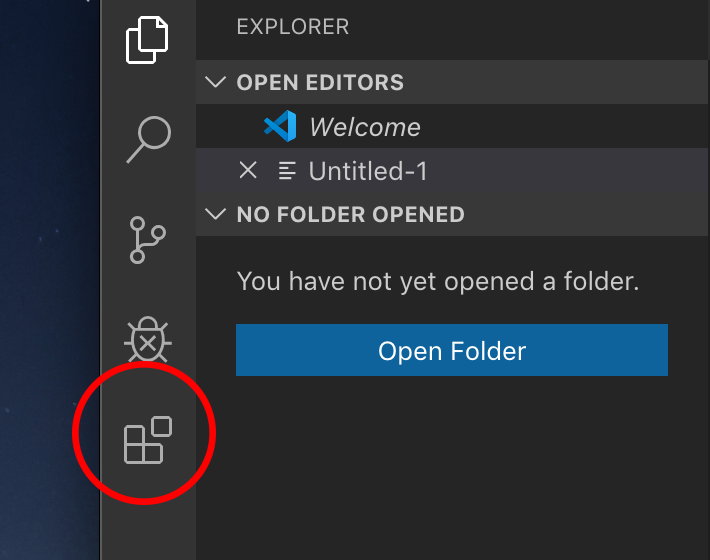 EXPLORER
OPEN EDITORS
Welcome
Untitled-1
NO FOLDER OPENED
You have not yet opened a folder.
Open Folder